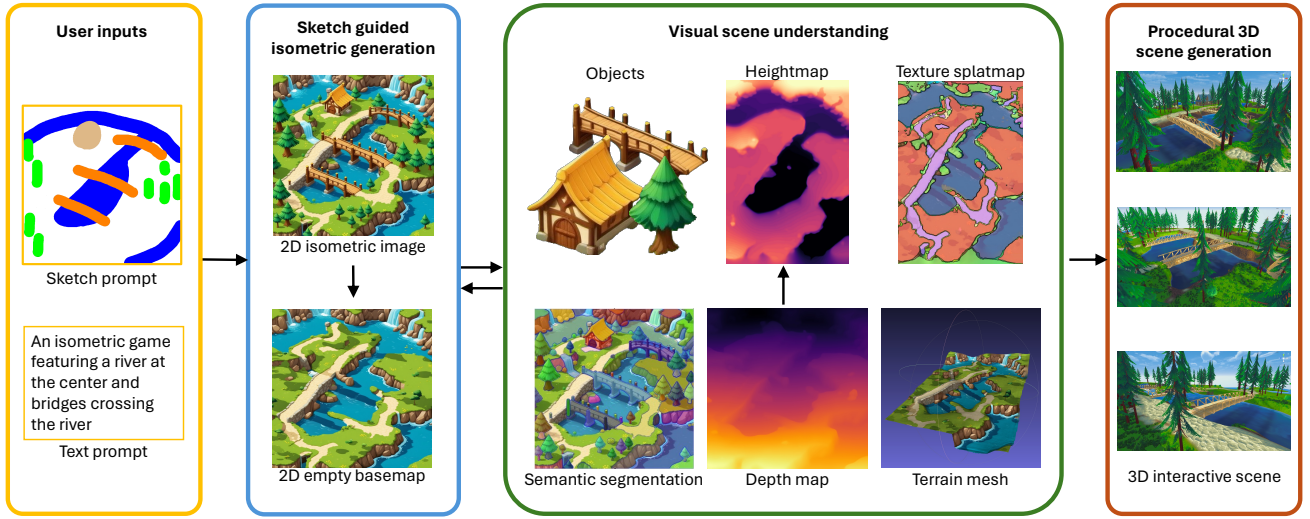 User inputs
Sketch prompt
An isometric game
featuring a river at
the center and
bridges crossing
the river
Text prompt
Sketch guided
isometric generation
2D isometric image
2D empty basemap
Visual scene understanding
Objects
Heightmap
Texture splatmap
Semantic segmentation
Depth map
Terrain mesh
Procedural 3D
scene generation
3D interactive scene